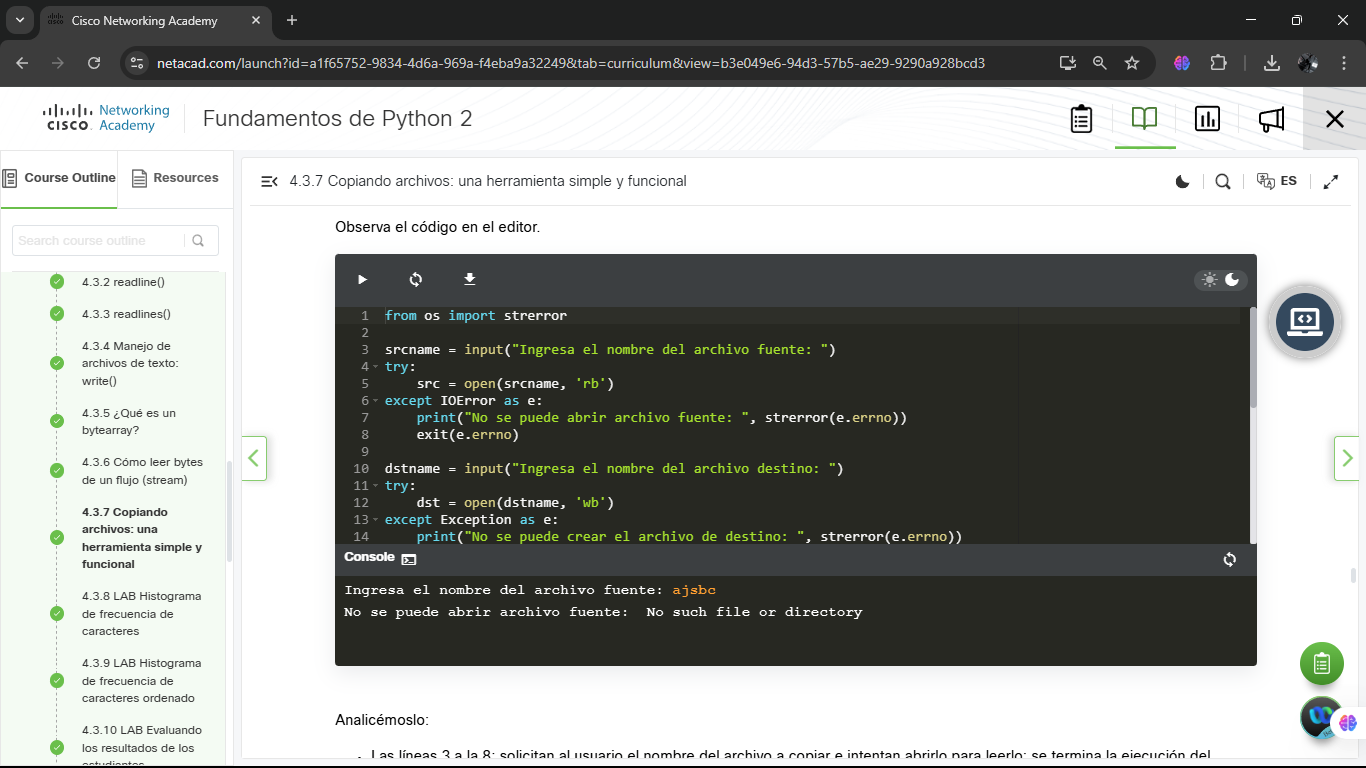 Cisco Networking Academy
netacad.com/launch?id=a1f65752-9834-4d6a-969a-f4eba9a32249&tab=curriculum&view=b3e049e6-94d3-57b5-ae29-9290a928bcd3
Networking
CISCO. Academy
Fundamentos de Python 2
Course Outline
Resources
Search course outline
4.3.2 readline()
4.3.3 readlines()
4.3.4 Manejo de
archivos de texto:
write()
4.3.5 ¿Qué es un
bytearray?
4.3.6 Cómo leer bytes
de un flujo (stream)
4.3.7 Copiando
archivos: una
herramienta simple y
funcional
4.3.8 LAB Histograma
de frecuencia de
caracteres
4.3.9 LAB Histograma
de frecuencia de
caracteres ordenado
4.3.10 LAB Evaluando
los resultados de los
estudiantes
4.3.7 Copiando archivos: una herramienta simple y funcional
ES
Observa el código en el editor.
1 from os import strerror
2
3 srcname = input("Ingresa el nombre del archivo fuente: ")
4 try:
5     src = open(srcname, 'rb')
6 except IOError as e:
7     print("No se puede abrir archivo fuente: ", strerror(e.errno))
8     exit(e.errno)
9
10 dstname = input("Ingresa el nombre del archivo destino: ")
11 try:
12     dst = open(dstname, 'wb')
13 except Exception as e:
14     print("No se puede crear el archivo de destino: ", strerror(e.errno))
Console
Ingresa el nombre del archivo fuente: ajsbc
No se puede abrir archivo fuente:  No such file or directory
Analicémoslo:
Las líneas 3 a la 8: solicitan al usuario el nombre del archivo a copiar e intentan abrirlo para leerlo; se termina la ejecución del